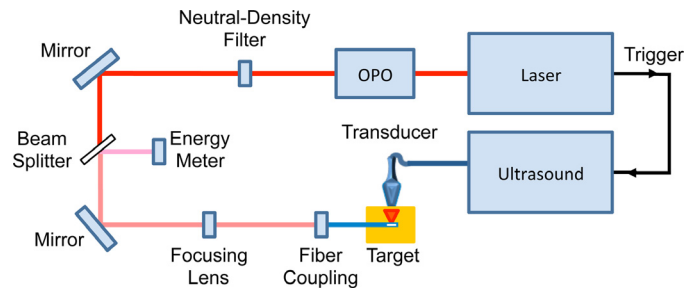 Neutral-Density
Filter
Mirror
OPO
Laser
Trigger
Beam
Splitter
Energy
Meter
Transducer
Ultrasound
Mirror
Focusing
Lens
Fiber
Coupling
Target